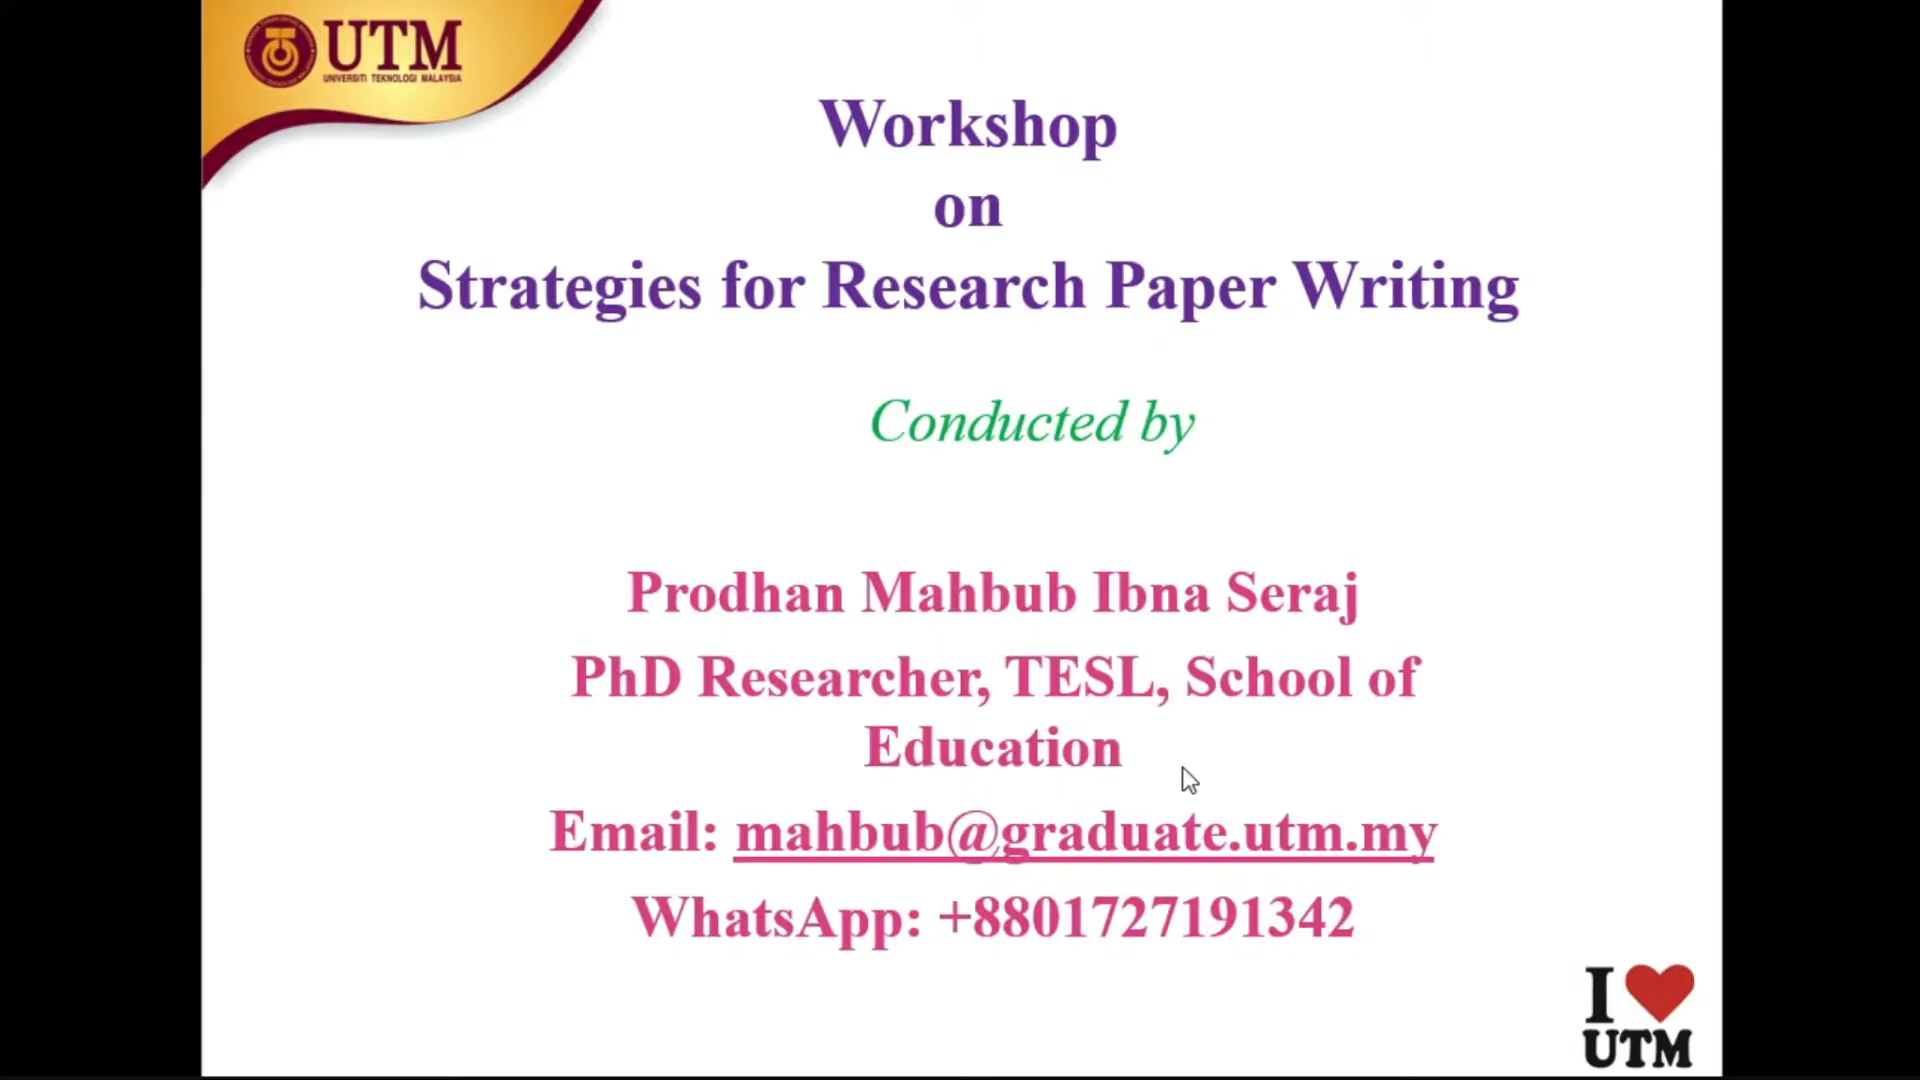 UTM
UNIVERSITI TEKNOLOGI MALAYSIA
Workshop
on
Strategies for Research Paper Writing
Conducted by
Prodhan Mahbub Ibna Seraj
PhD Researcher, TESL, School of
Education
Email: mahbub@graduate.utm.my
WhatsApp: +8801727191342
I
UTM